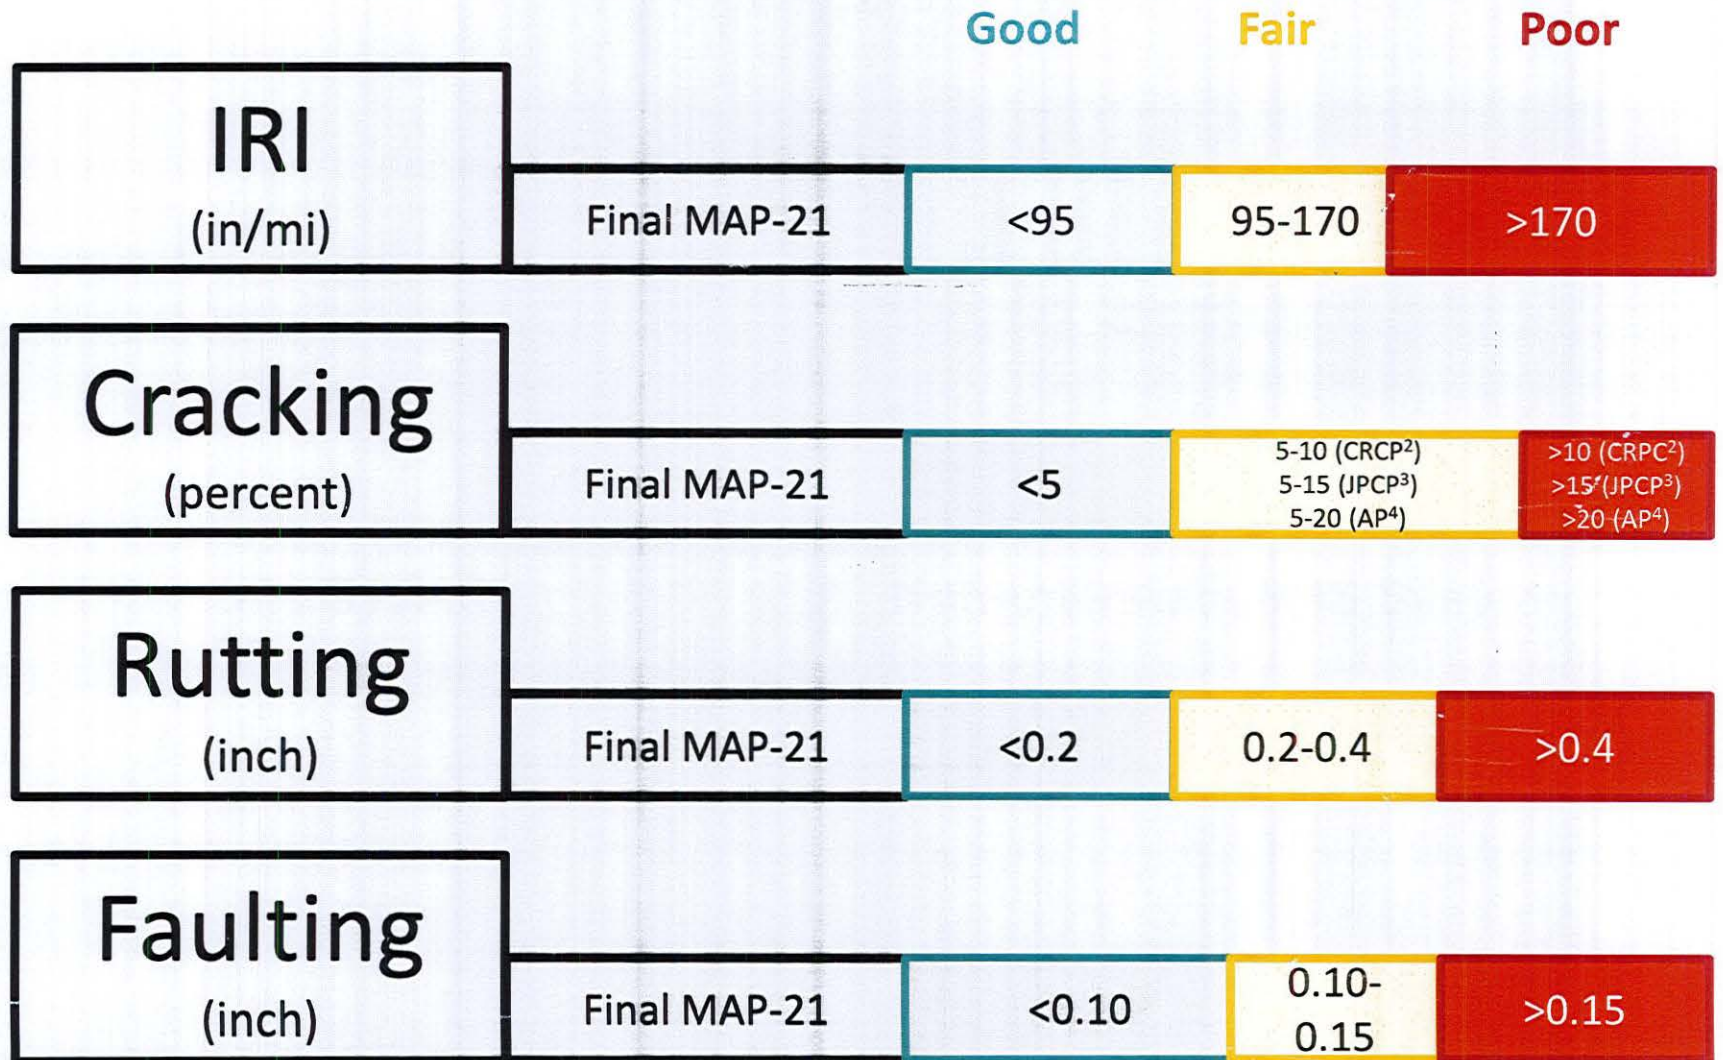 Good Fair Poor
IRI
(in/mi)
Final MAP-21 <95 95-170 >170
Cracking
(percent)
Final MAP-21 <5
5-10 (CRCP²)
5-15 (JPCP³)
5-20 (AP⁴)
>10 (CRPC²)
>15 (JPCP³)
>20 (AP⁴)
Rutting
(inch)
Final MAP-21 <0.2 0.2-0.4 >0.4
Faulting
(inch)
Final MAP-21 <0.10
0.10-
0.15
>0.15